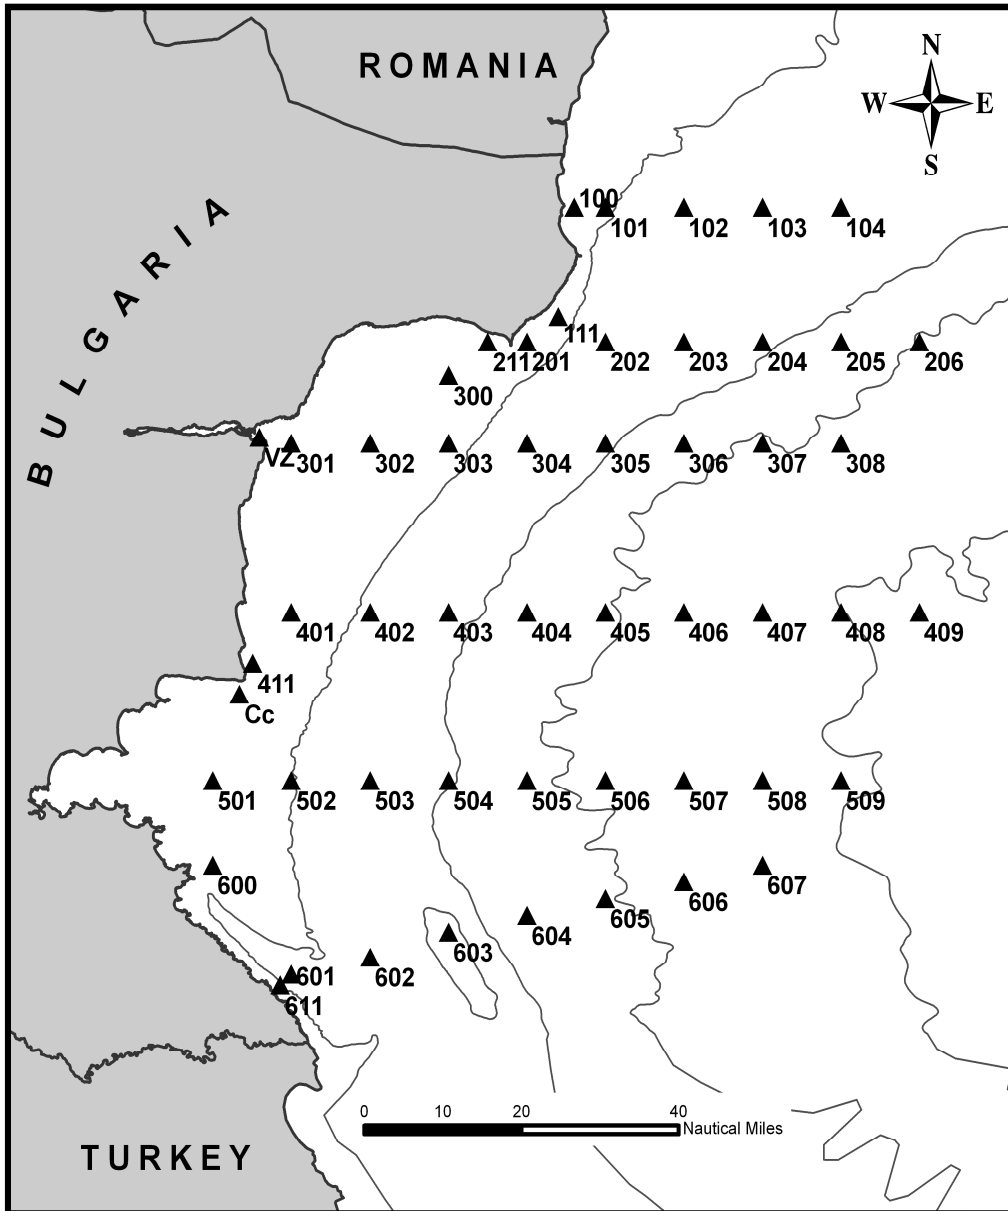 ROMANIA
N
W E
S
BULGARIA
100
101 102 103 104
111
211 201 202 203 204 205 206
300
VZ 301 302 303 304 305 306 307 308
401 402 403 404 405 406 407 408 409
411
Cc
501 502 503 504 505 506 507 508 509
600
607
606
605
604
603
602
601
611
0 10 20 40
Nautical Miles
TURKEY